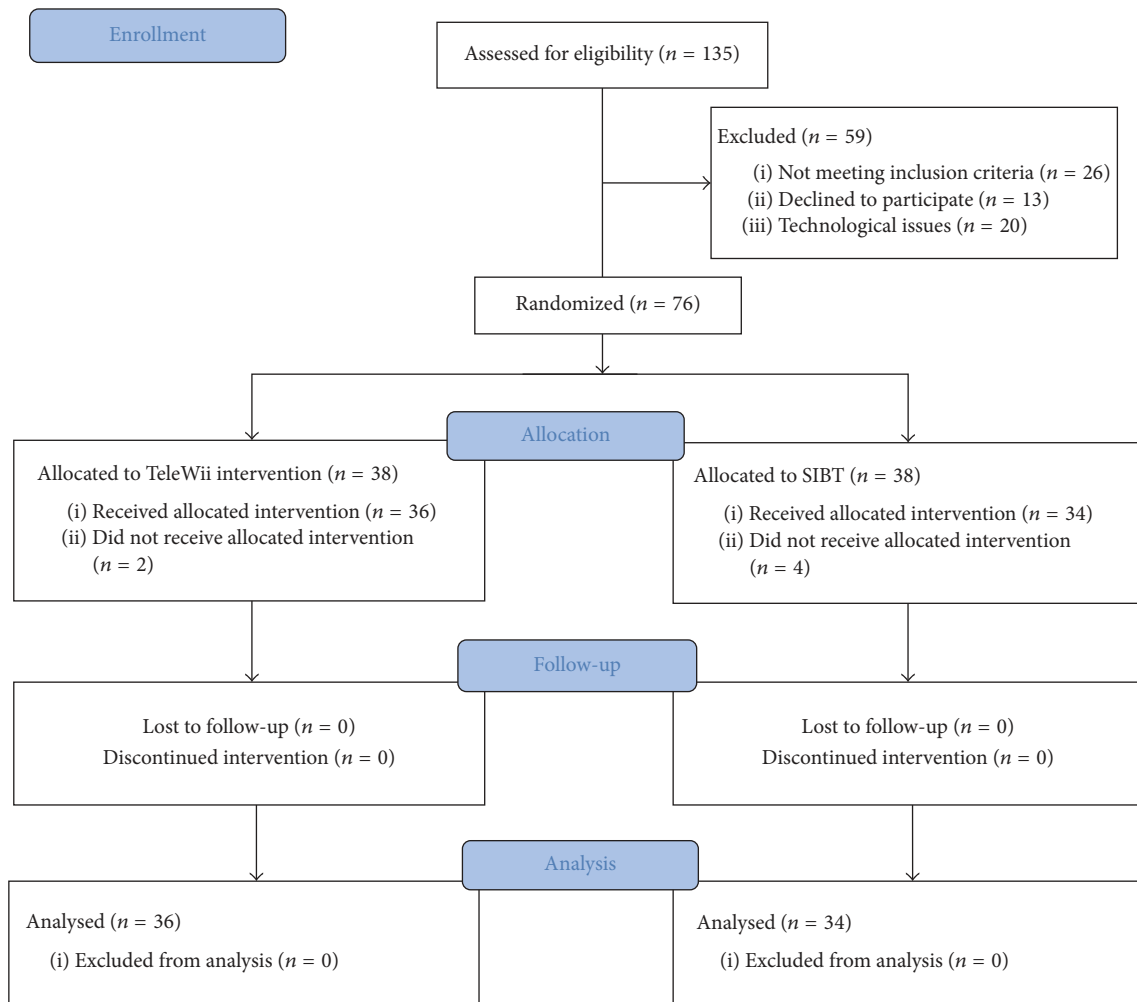 Enrollment
Assessed for eligibility (n = 135)
Excluded (n = 59)
(i) Not meeting inclusion criteria (n = 26)
(ii) Declined to participate (n = 13)
(iii) Technological issues (n = 20)
Randomized (n = 76)
Allocation
Allocated to TeleWii intervention (n = 38)
(i) Received allocated intervention (n = 36)
(ii) Did not receive allocated intervention
(n = 2)
Allocated to SIBT (n = 38)
(i) Received allocated intervention (n = 34)
(ii) Did not receive allocated intervention
(n = 4)
Follow-up
Lost to follow-up (n = 0)
Discontinued intervention (n = 0)
Lost to follow-up (n = 0)
Discontinued intervention (n = 0)
Analysis
Analysed (n = 36)
(i) Excluded from analysis (n = 0)
Analysed (n = 34)
(i) Excluded from analysis (n = 0)